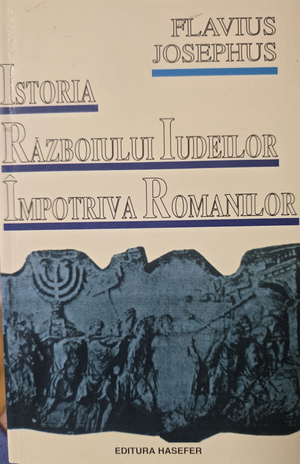 FLAVIUS
JOSEPHUS
ISTORIA
RĂZBOIULUI IUDEILOR
ÎMPOTRIVA ROMANILOR
EDITURA HASEFER